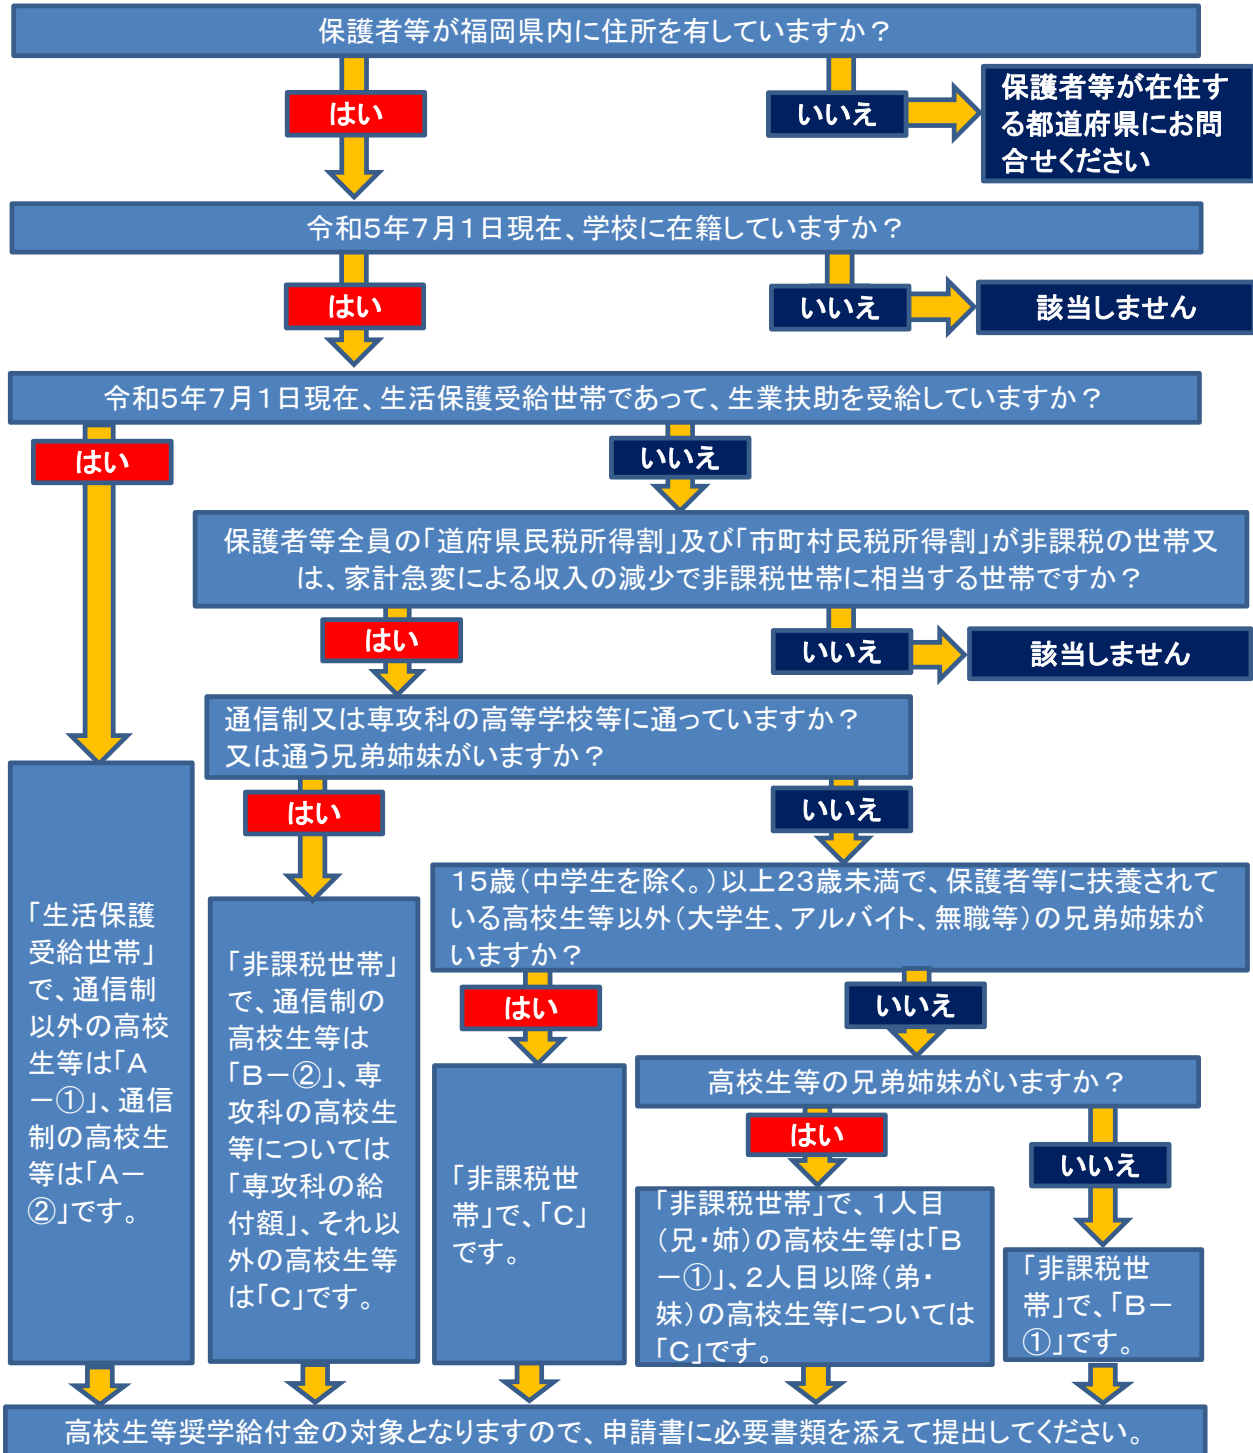 保護者等が福岡県内に住所を有していますか？
はい
いいえ
保護者等が在住す
る都道府県にお問
合せください
令和５年７月１日現在、学校に在籍していますか？
はい
いいえ
該当しません
令和５年７月１日現在、生活保護受給世帯であって、生業扶助を受給していますか？
はい
いいえ
保護者等全員の「道府県民税所得割」及び「市町村民税所得割」が非課税の世帯又
は、家計急変による収入の減少で非課税世帯に相当する世帯ですか？
はい
いいえ
該当しません
通信制又は専攻科の高等学校等に通っていますか？
又は通う兄弟姉妹がいますか？
はい
いいえ
１５歳（中学生を除く。）以上２３歳未満で、保護者等に扶養されて
いる高校生等以外（大学生、アルバイト、無職等）の兄弟姉妹が
いますか？
はい
いいえ
高校生等の兄弟姉妹がいますか？
はい
いいえ
「生活保護
受給世帯」
で、通信制
以外の高校
生等は「Ａ
－①」、通信
制の高校生
等は「Ａ－
②」です。
「非課税世帯」
で、通信制の
高校生等は
「Ｂ－②」、専
攻科の高校生
等については
「専攻科の給
付額」、それ以
外の高校生等
は「Ｃ」です。
「非課税世
帯」で、「Ｃ」
です。
「非課税世帯」で、１人目
（兄・姉）の高校生等は「Ｂ
－①」、２人目以降（弟・
妹）の高校生等については
「Ｃ」です。
「非課税世
帯」で、「Ｂ－
①」です。
高校生等奨学給付金の対象となりますので、申請書に必要書類を添えて提出してください。